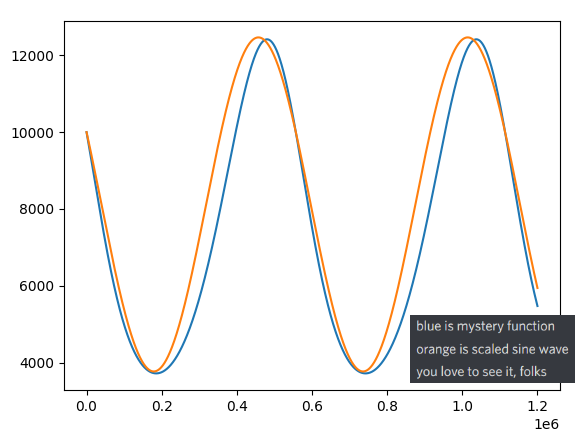 12000
10000
8000
6000
4000
0.0 0.2 0.4 0.6 0.8 1.0 1.2
1e6
blue is mystery function
orange is scaled sine wave
you love to see it, folks